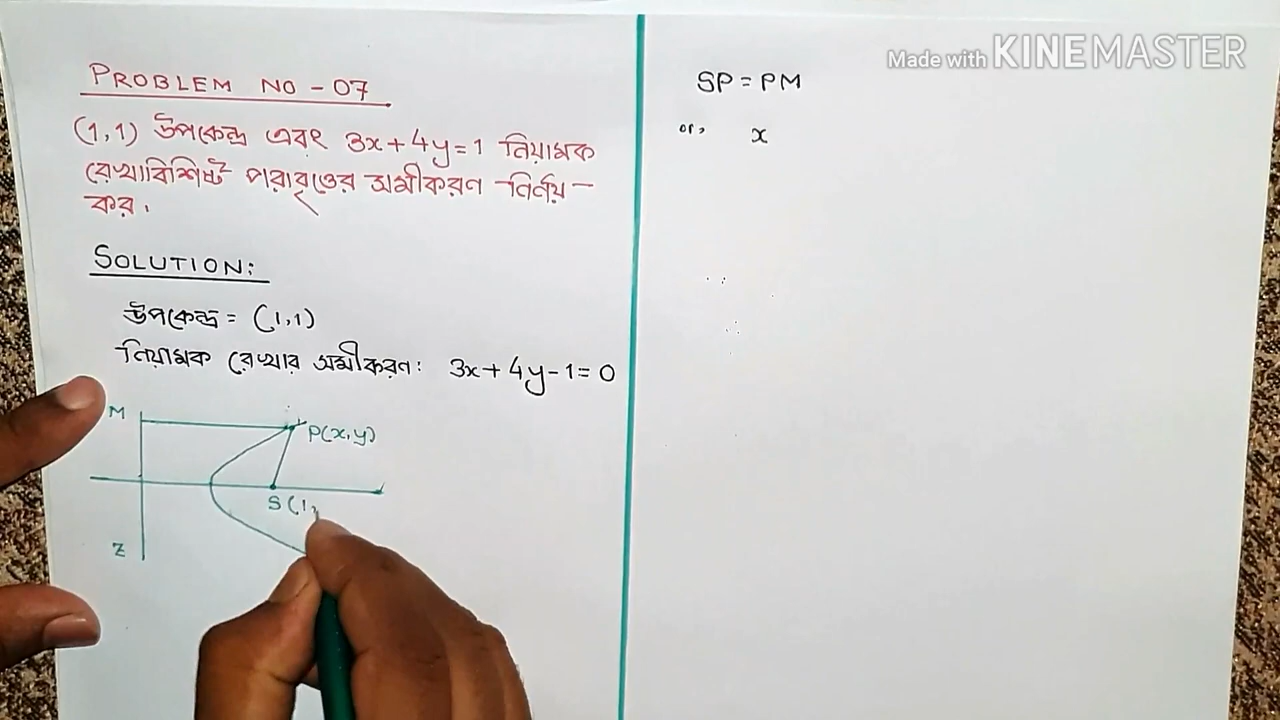 PROBLEM NO - 07
(1,1) উপকেন্দ্র এবং 3x+4y=1 নিয়ামক
রেখাবিশিষ্ট পরাবৃত্তের সমীকরণ নির্ণয়
কর।
SOLUTION:
উপকেন্দ্র = (1,1)
নিয়ামক রেখার সমীকরণ: 3x+4y-1=0
M
P(x,y)
S(1,
Z
Made with KINEMASTER
SP = PM
or, x